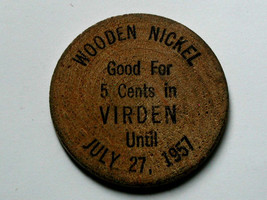 WOODEN NICKEL
Good For
5 Cents in
VIRDEN
Until
JULY 27, 1957